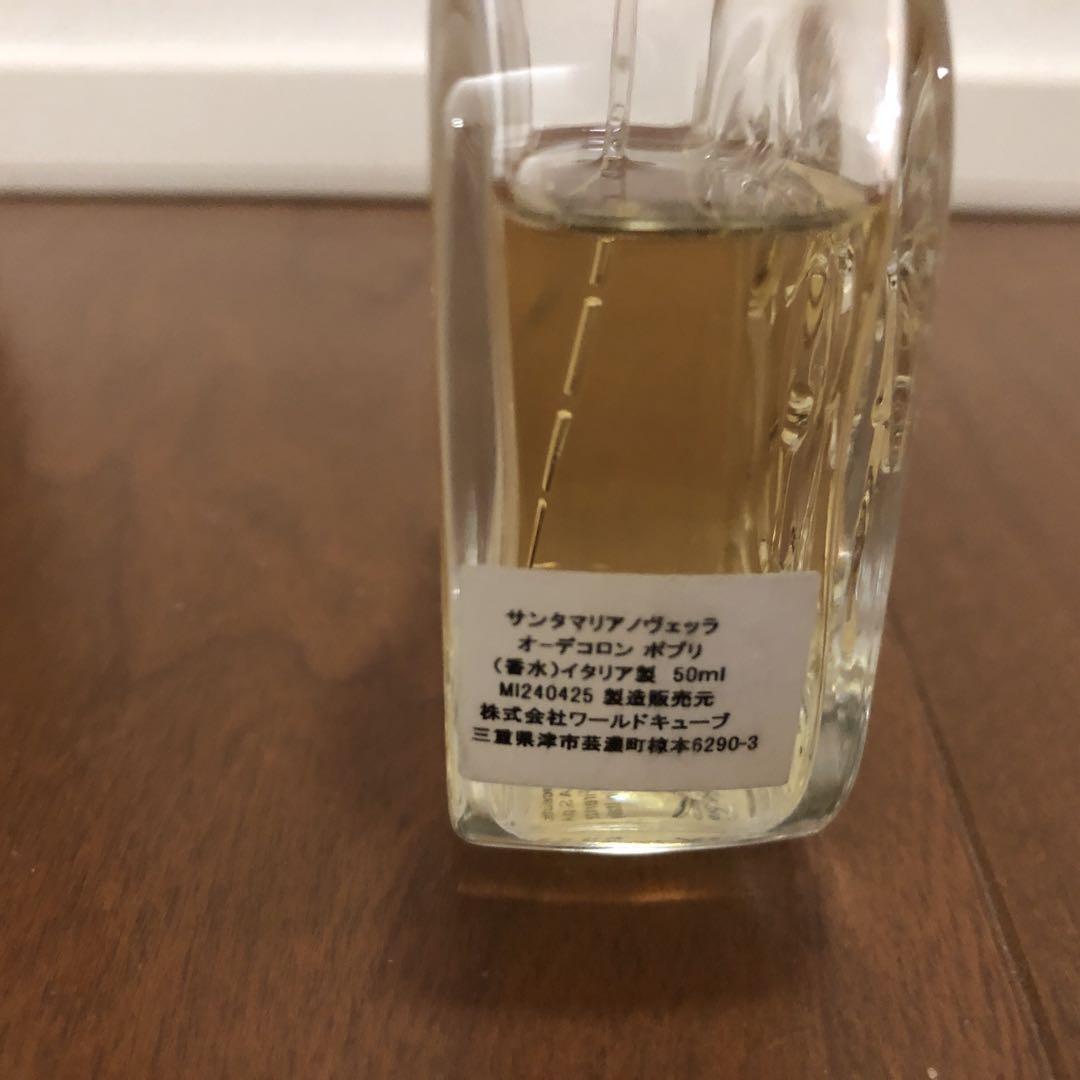 サンタマリアノヴェッラ
オーデコロン ポプリ
(香水)イタリア製 50ml
MI240425 製造販売元
株式会社ワールドキューブ
三重県津市芸濃町椋本6290-3